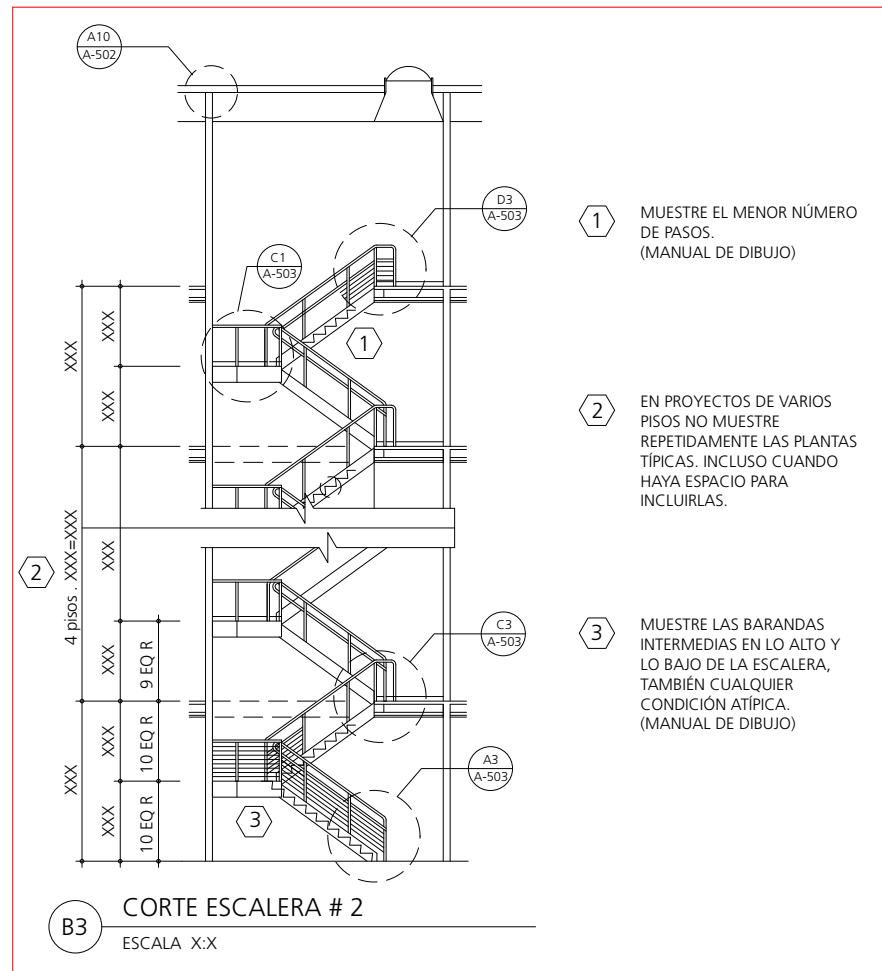 A10
A-502
D3
A-503
C1
A-503
1
MUESTRE EL MENOR NÚMERO
DE PASOS.
(MANUAL DE DIBUJO)
XXX
XXX
XXX
1
2
EN PROYECTOS DE VARIOS
PISOS NO MUESTRE
REPETIDAMENTE LAS PLANTAS
TÍPICAS. INCLUSO CUANDO
HAYA ESPACIO PARA
INCLUIRLAS.
2
4 pisos . XXX=XXX
XXX
XXX
9 EQ R
C3
A-503
3
MUESTRE LAS BARANDAS
INTERMEDIAS EN LO ALTO Y
LO BAJO DE LA ESCALERA,
TAMBIÉN CUALQUIER
CONDICIÓN ATÍPICA.
(MANUAL DE DIBUJO)
XXX
XXX
10 EQ R
XXX
10 EQ R
A3
A-503
3
B3
CORTE ESCALERA # 2
ESCALA X:X